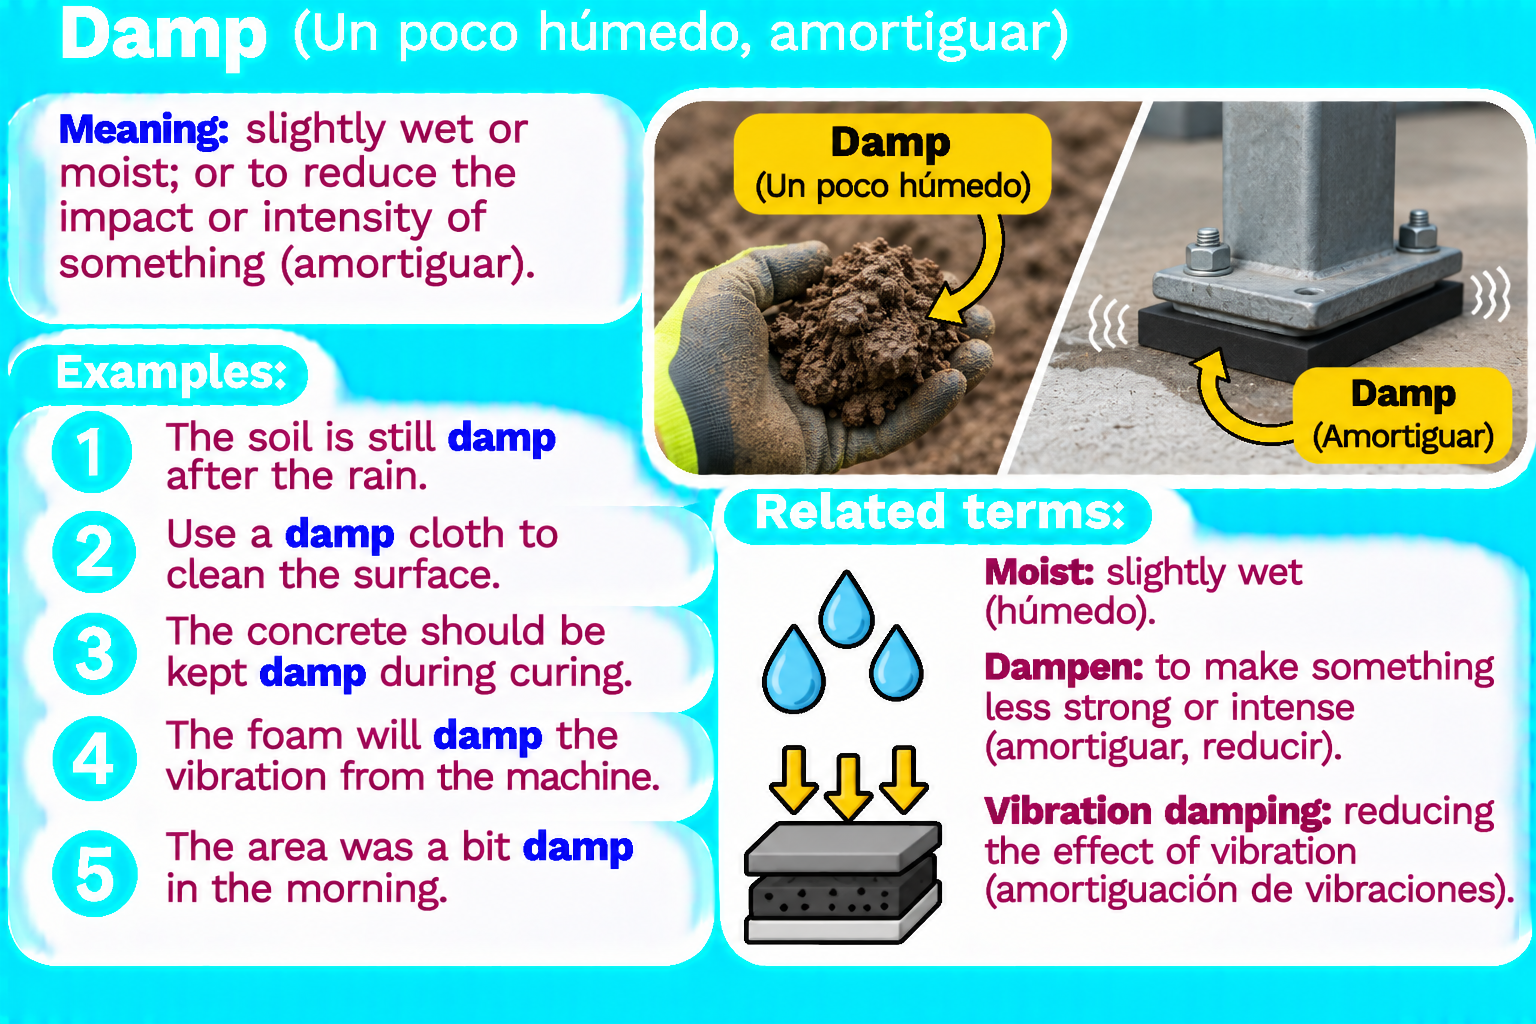 Damp (Un poco húmedo, amortiguar)
Meaning: slightly wet or
moist; or to reduce the
impact or intensity of
something (amortiguar).
Damp
(Un poco húmedo)
Damp
(Amortiguar)
Examples:
1 The soil is still damp
after the rain.
2 Use a damp cloth to
clean the surface.
3 The concrete should be
kept damp during curing.
4 The foam will damp the
vibration from the machine.
5 The area was a bit damp
in the morning.
Related terms:
Moist: slightly wet
(húmedo).
Dampen: to make something
less strong or intense
(amortiguar, reducir).
Vibration damping: reducing
the effect of vibration
(amortiguación de vibraciones).